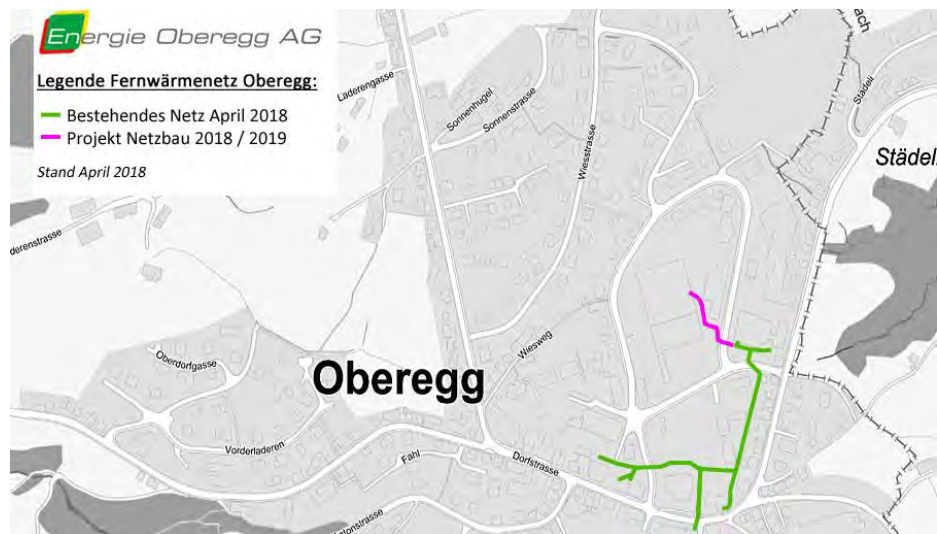 Energie Oberegg AG
Legende Fernwärmenetz Oberegg:
Bestehendes Netz April 2018
Projekt Netzbau 2018 / 2019
Stand April 2018
Laderengasse
Sonnenhügel
Sonnenstrasse
Wiesstrasse
Städeli
Städel
derenstrasse
Oberdorfgasse
Wiesweg
Oberegg
Vorderladeren
Fahl
Dorfstrasse